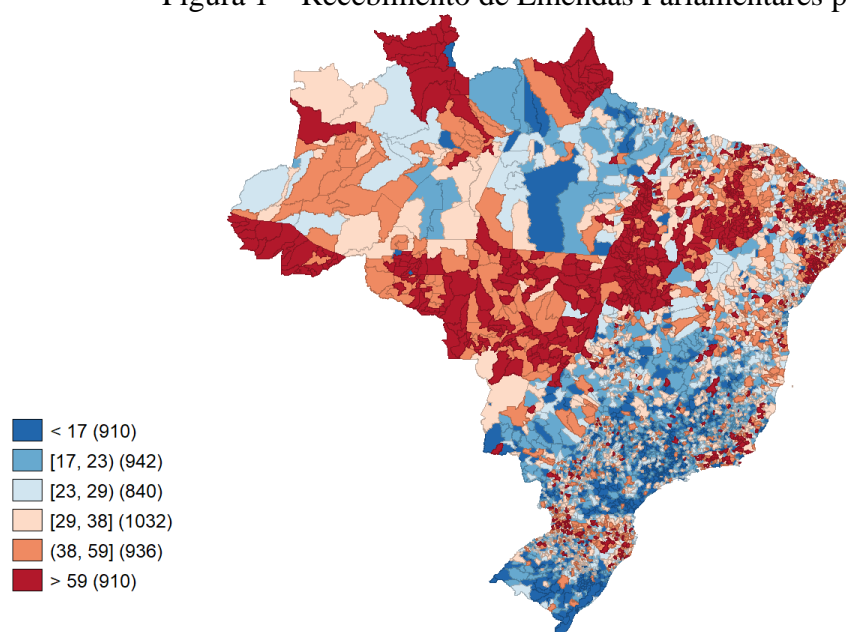 Figura 1 – Recebimento de Emendas Parlamentares p
< 17 (910)
[17, 23) (942)
[23, 29) (840)
[29, 38] (1032)
(38, 59] (936)
> 59 (910)